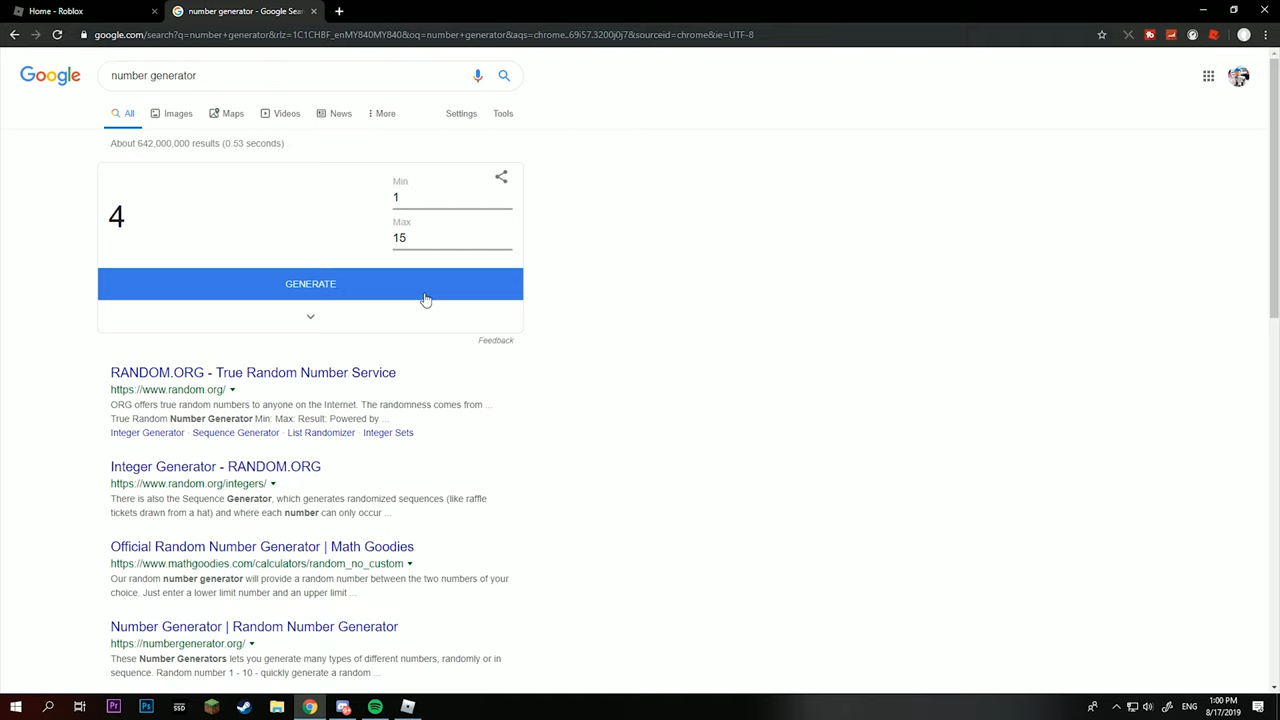 Home - Roblox
number generator - Google Sea
google.com/search?q=number+generator&rlz=1C1CHBF_enMY840MY840&oq=number+generator&aqs=chrome..69i57.3200j0j7&sourceid=chrome&ie=UTF-8
Google
number generator
All
Images
Maps
Videos
News
More
Settings
Tools
About 642,000,000 results (0.53 seconds)
4
Min
1
Max
15
GENERATE
Feedback
RANDOM.ORG - True Random Number Service
https://www.random.org/
ORG offers true random numbers to anyone on the Internet. The randomness comes from ...
True Random Number Generator Min: Max: Result: Powered by ...
Integer Generator · Sequence Generator · List Randomizer · Integer Sets
Integer Generator - RANDOM.ORG
https://www.random.org/integers/
There is also the Sequence Generator, which generates randomized sequences (like raffle
tickets drawn from a hat) and where each number can only occur ...
Official Random Number Generator | Math Goodies
https://www.mathgoodies.com/calculators/random_no_custom
Our random number generator will provide a random number between the two numbers of your
choice. Just enter a lower limit number and an upper limit ...
Number Generator | Random Number Generator
https://numbergenerator.org/
These Number Generators lets you generate many types of different numbers, randomly or in
sequence. Random number 1 - 10 - quickly generate a random ...
Pr
Ps
SSD
ENG
1:00 PM
8/17/2019